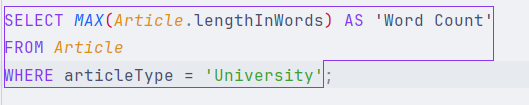 SELECT MAX(Article.lengthInWords) AS 'Word Count'
FROM Article
WHERE articleType = 'University';